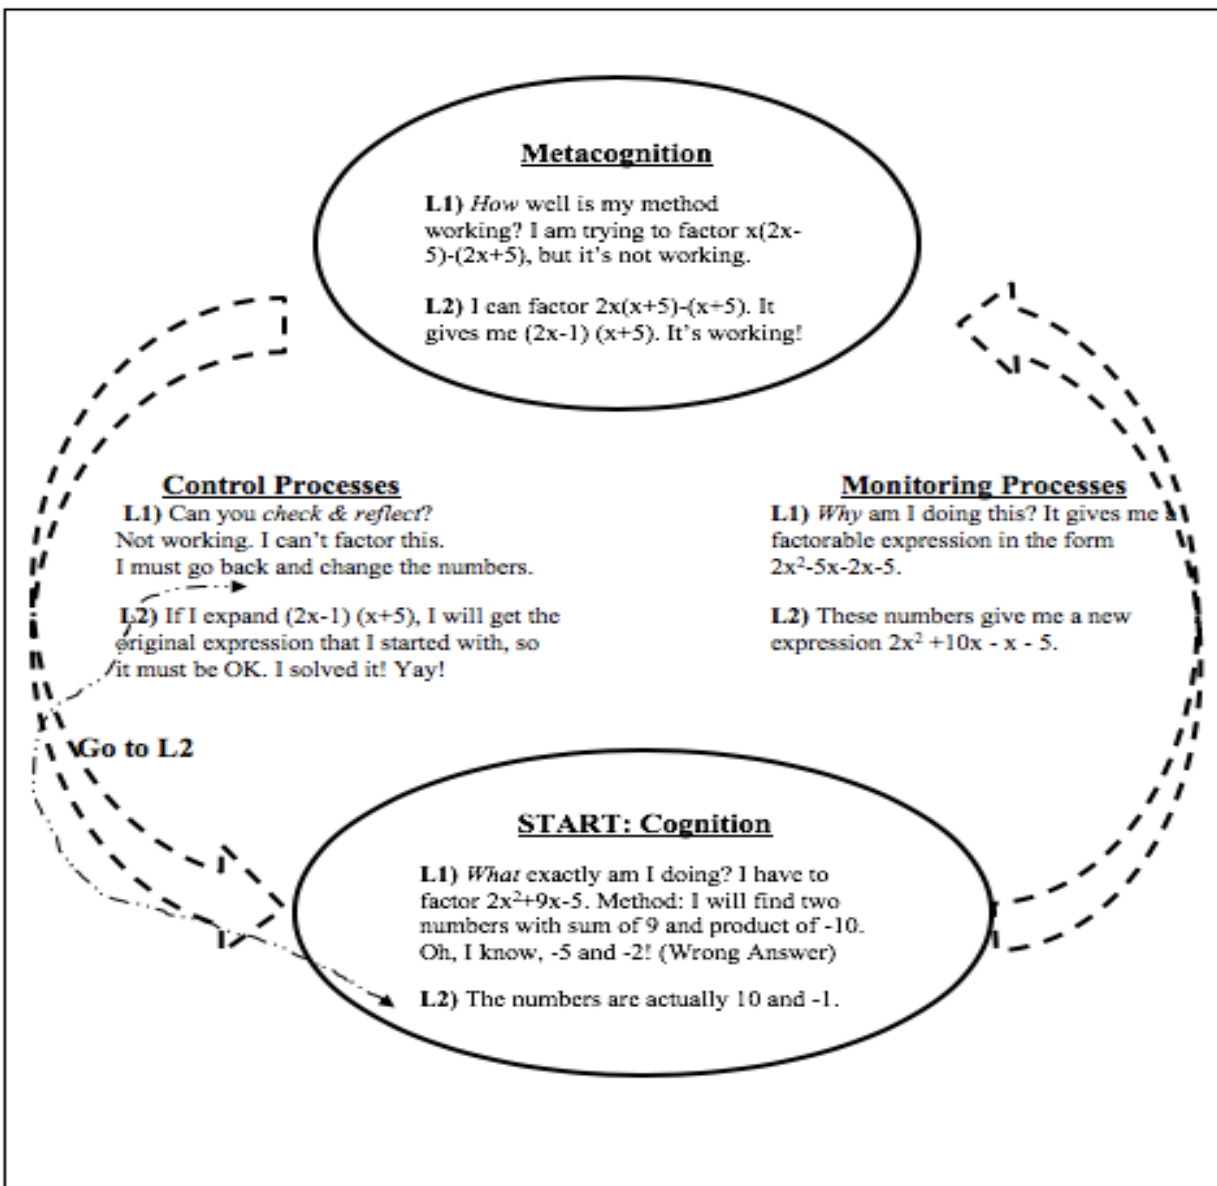 Metacognition
L1) How well is my method
working? I am trying to factor x(2x-
5)-(2x+5), but it's not working.
L2) I can factor 2x(x+5)-(x+5). It
gives me (2x-1) (x+5). It's working!
Control Processes
L1) Can you check & reflect?
Not working. I can't factor this.
I must go back and change the numbers.
L2) If I expand (2x-1) (x+5), I will get the
original expression that I started with, so
it must be OK. I solved it! Yay!
Go to L2
Monitoring Processes
L1) Why am I doing this? It gives me a
factorable expression in the form
2x²-5x-2x-5.
L2) These numbers give me a new
expression 2x² +10x - x - 5.
START: Cognition
L1) What exactly am I doing? I have to
factor 2x²+9x-5. Method: I will find two
numbers with sum of 9 and product of -10.
Oh, I know, -5 and -2! (Wrong Answer)
L2) The numbers are actually 10 and -1.